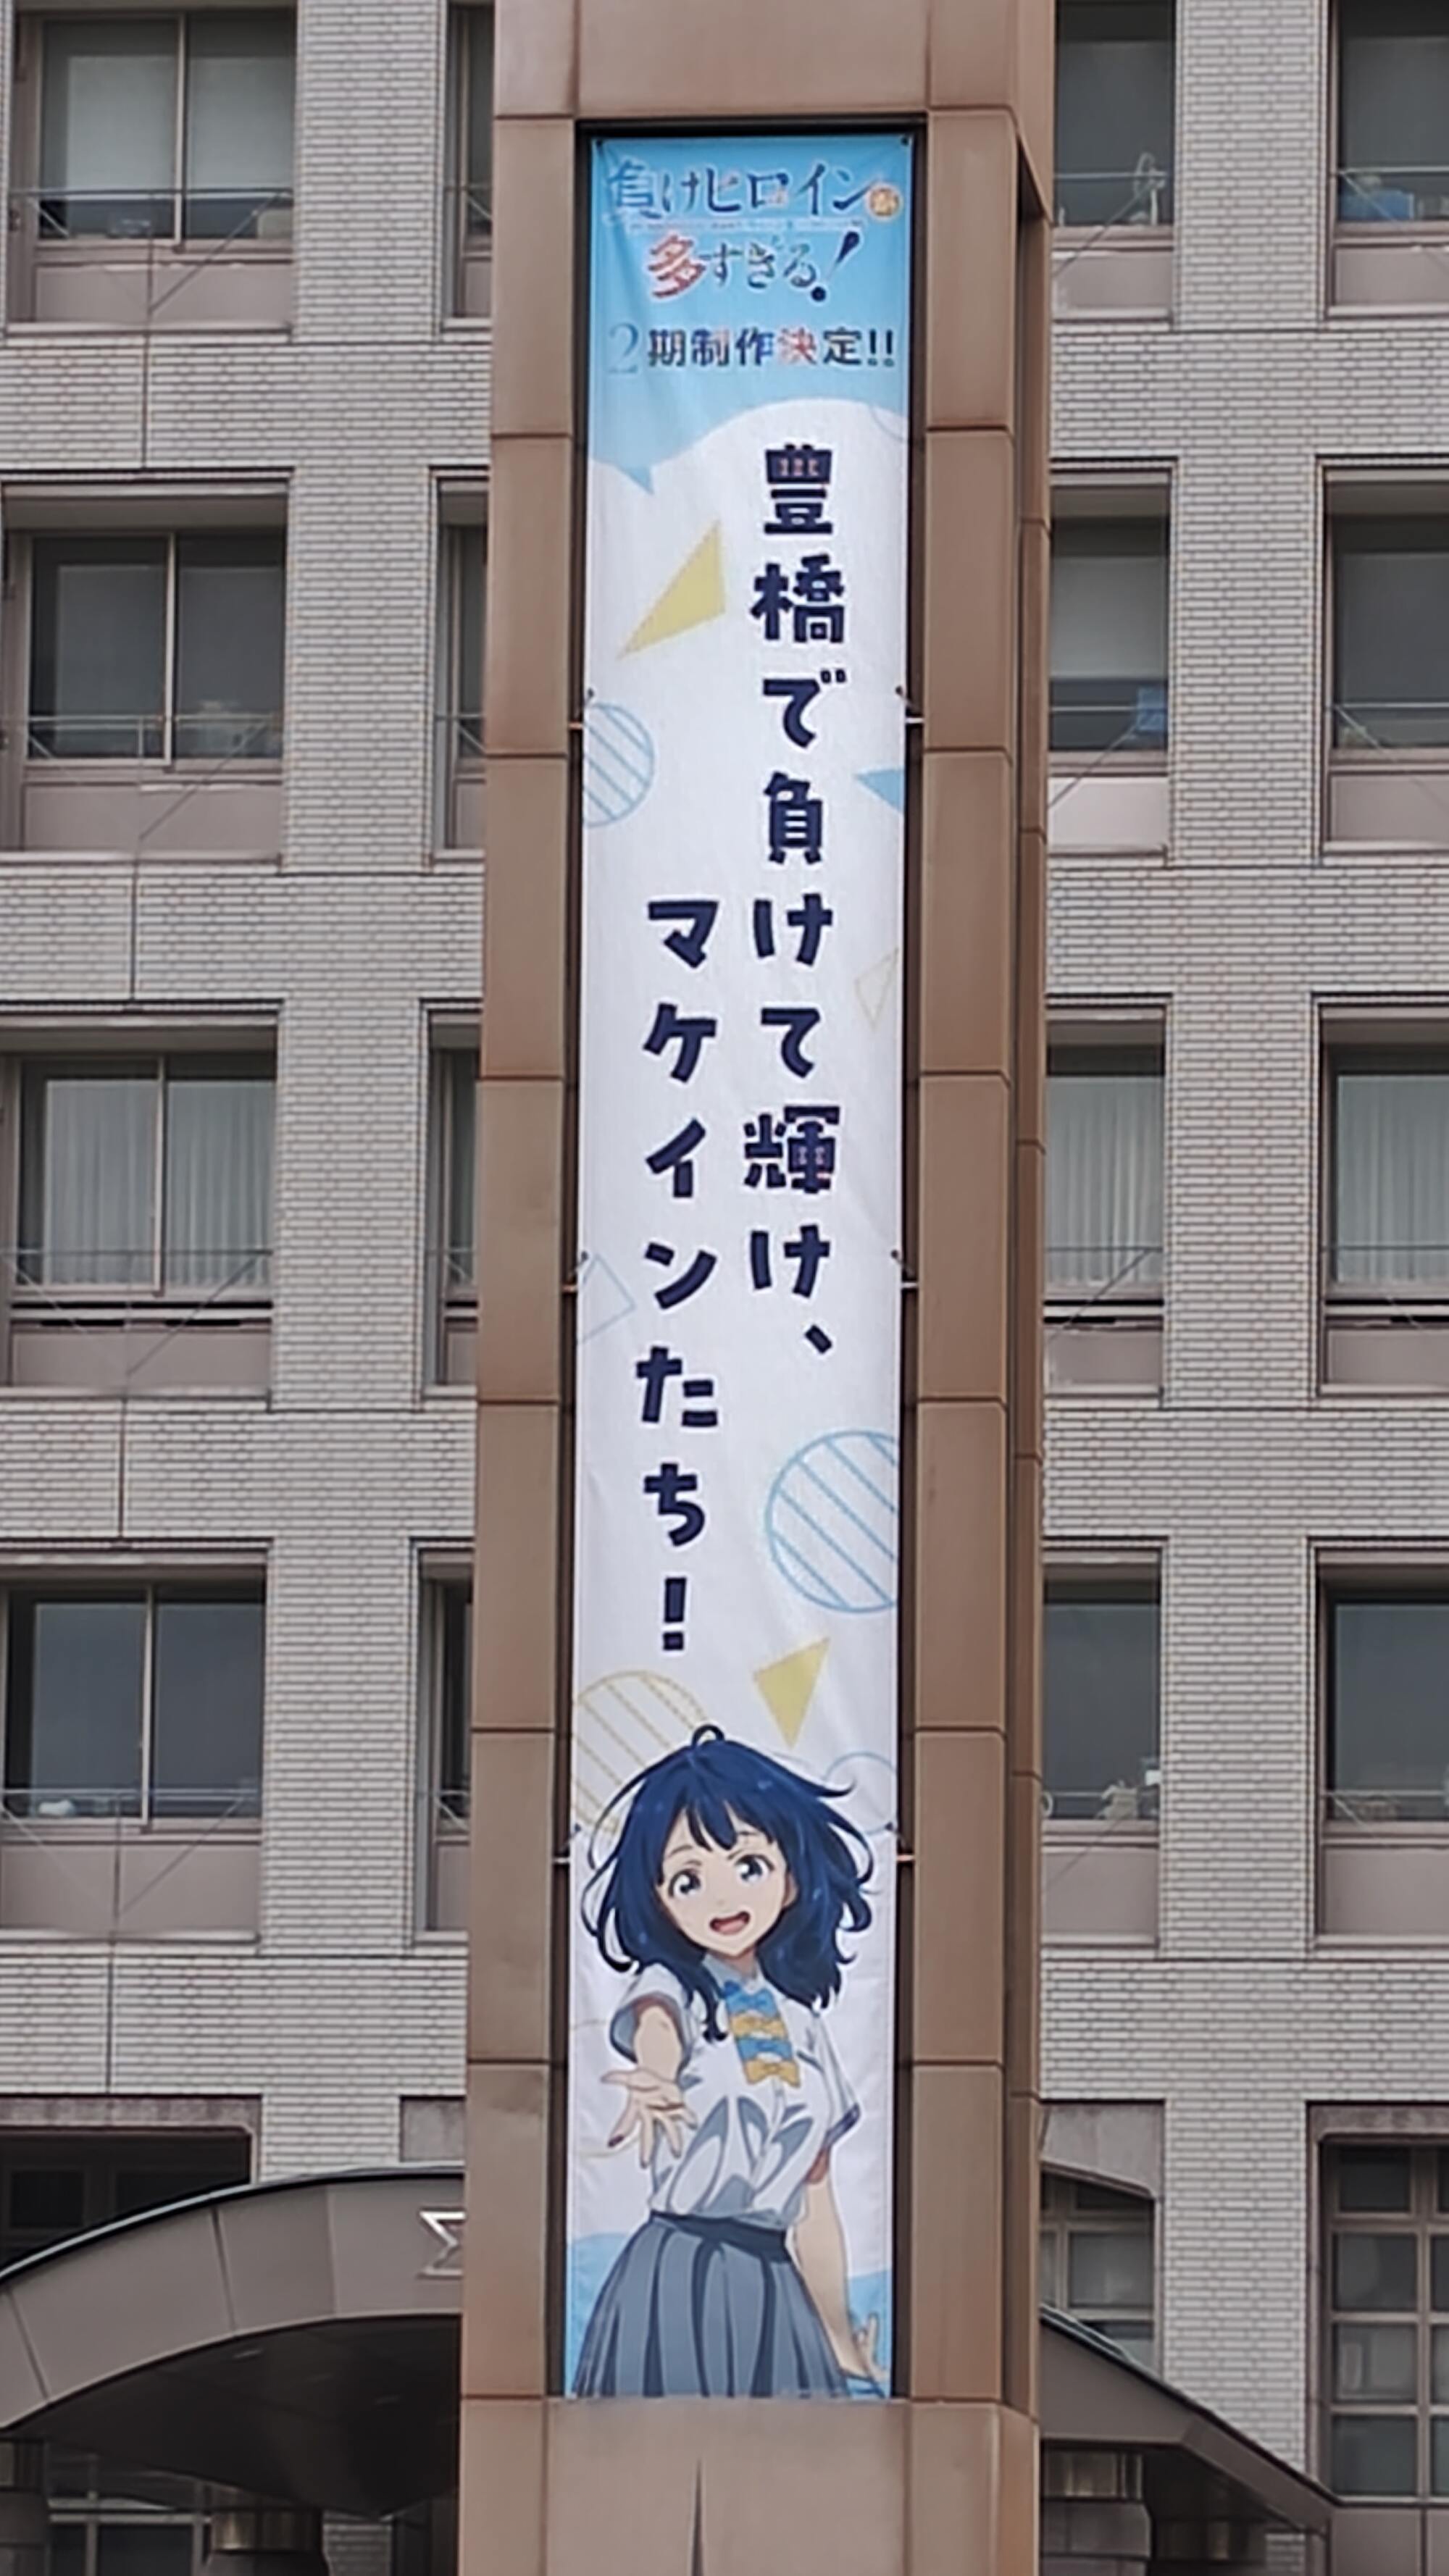 負けヒロインが
多すぎる!
2期制作決定!!
豊橋で負けて輝け、
マケインたち!